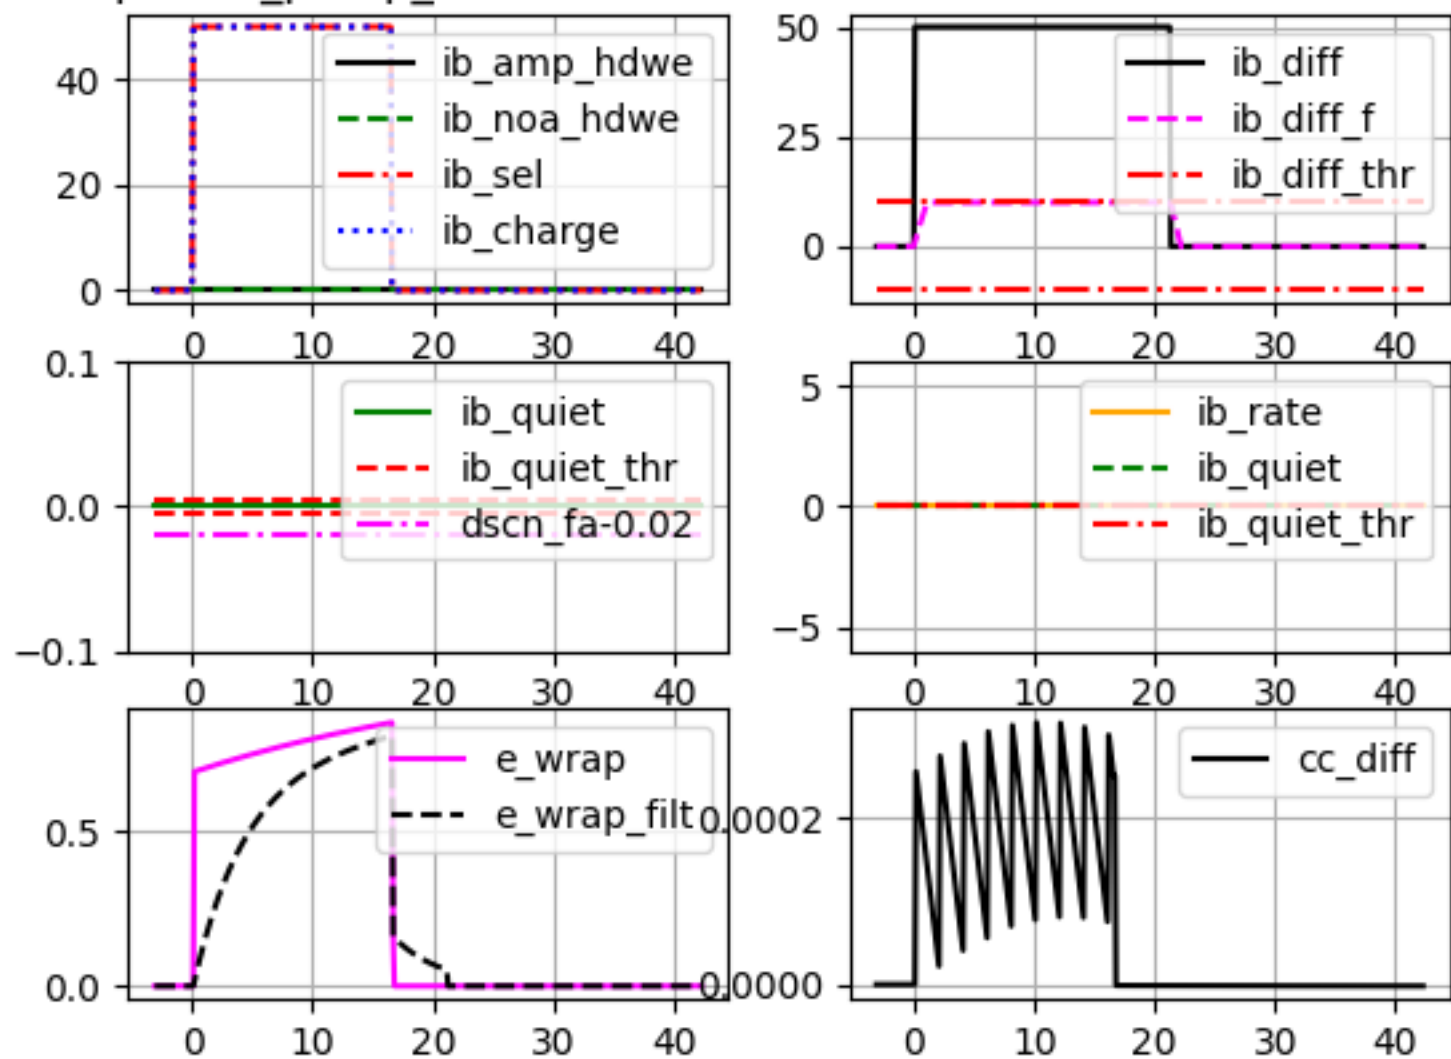 40
20
0
ib_amp_hdwe
ib_noa_hdwe
ib_sel
ib_charge
0 10 20 30 40
50
25
0
ib_diff
ib_diff_f
ib_diff_thr
0 10 20 30 40
0.1
0.0
−0.1
ib_quiet
ib_quiet_thr
dscn_fa-0.02
0 10 20 30 40
5
0
−5
ib_rate
ib_quiet
ib_quiet_thr
0 10 20 30 40
0.5
0.0
e_wrap
e_wrap_filt
0 10 20 30 40
0.0002
0.0000
cc_diff
0 10 20 30 40